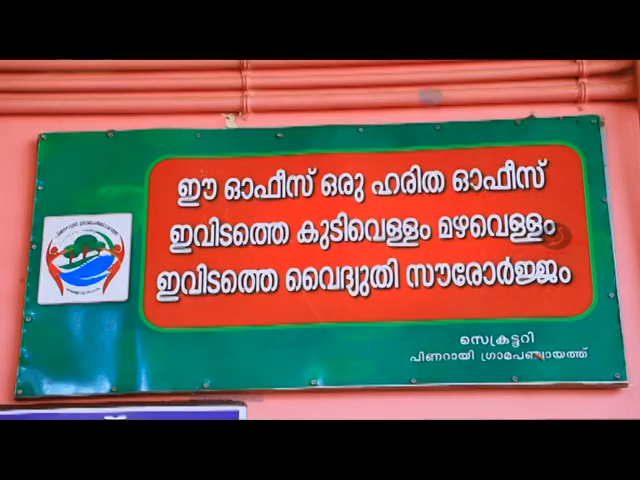 ഈ ഓഫീസ് ഒരു ഹരിത ഓഫീസ്
ഇവിടത്തെ കുടിവെള്ളം മഴവെള്ളം
ഇവിടത്തെ വൈദ്യുതി സൗരോർജ്ജം
സെക്രട്ടറി
പിണറായി ഗ്രാമപഞ്ചായത്ത്